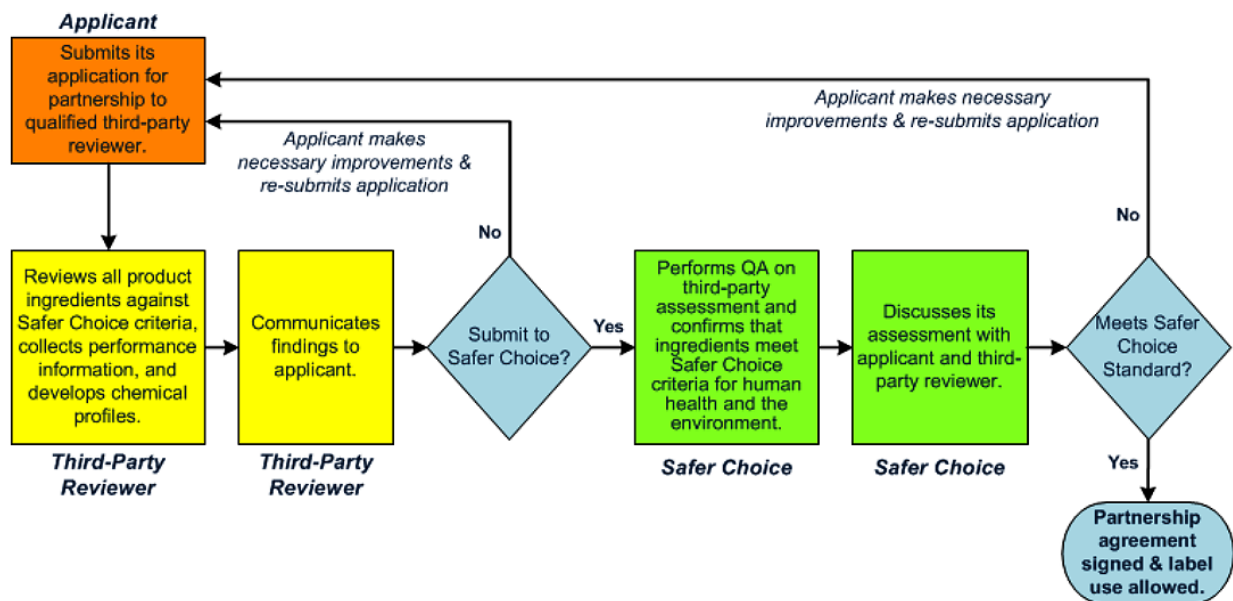 Applicant
Submits its
application for
partnership to
qualified third-party
reviewer.
Applicant makes necessary
improvements & re-submits application
Applicant makes
necessary improvements &
re-submits application
No
No
Reviews all product
ingredients against
Safer Choice criteria,
collects performance
information, and
develops chemical
profiles.
Third-Party
Reviewer
Communicates
findings to
applicant.
Third-Party
Reviewer
Submit to
Safer Choice?
Yes
Performs QA on
third-party
assessment and
confirms that
ingredients meet
Safer Choice
criteria for human
health and the
environment.
Safer Choice
Discusses its
assessment with
applicant and third-
party reviewer.
Safer Choice
Meets Safer
Choice
Standard?
Yes
Partnership
agreement
signed & label
use allowed.